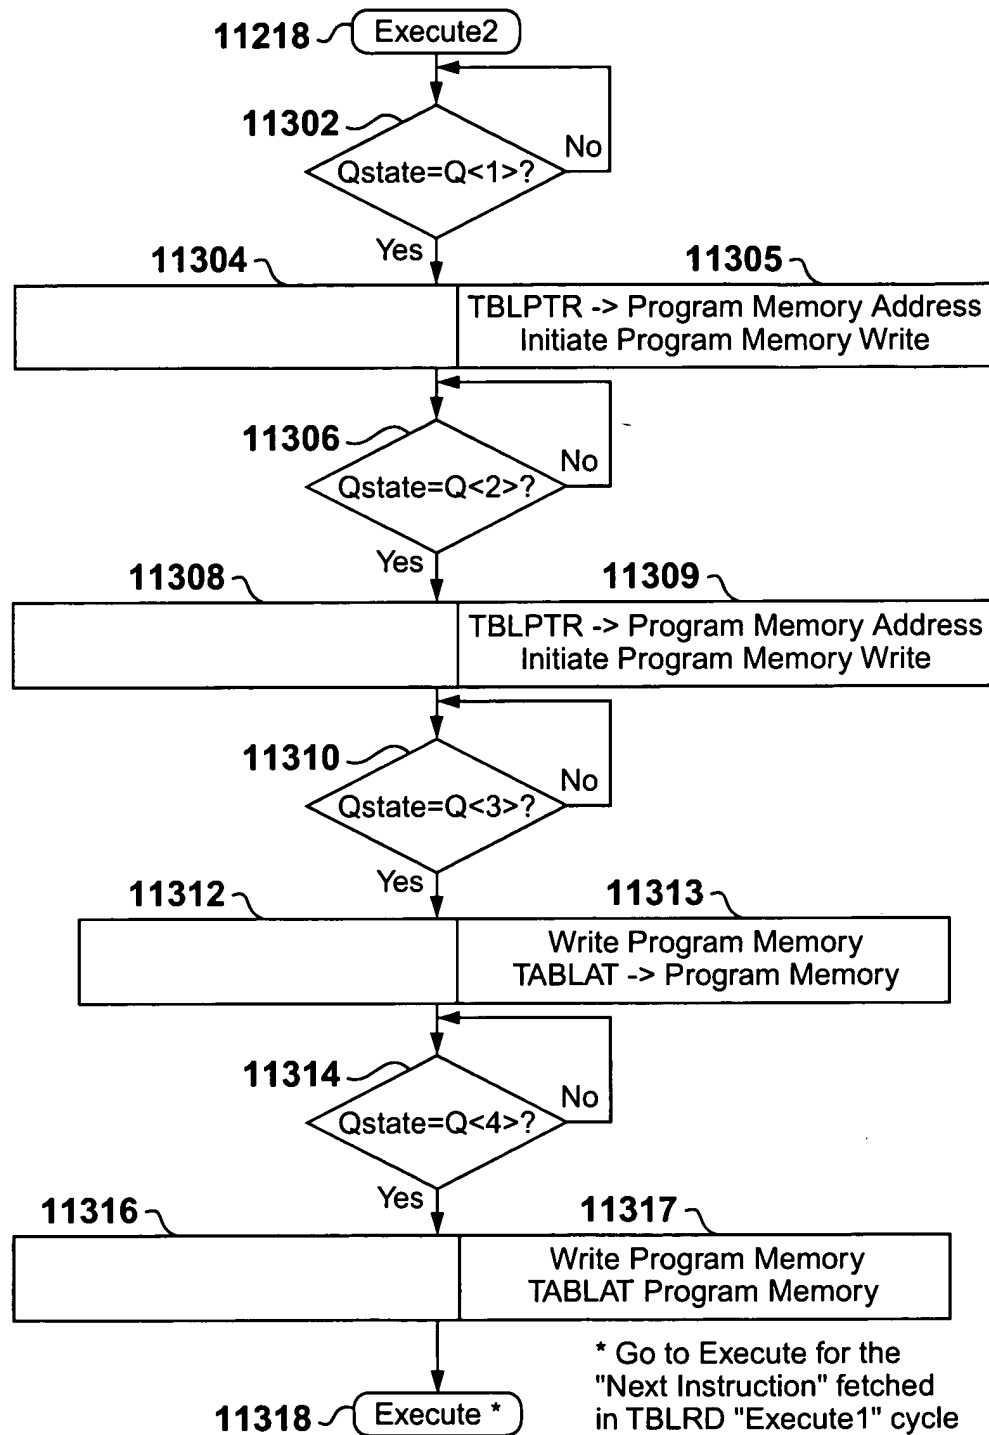 11218
Execute2
11302
Qstate=Q<1>?
No
Yes
11304
11305
TBLPTR -> Program Memory Address
Initiate Program Memory Write
11306
Qstate=Q<2>?
No
Yes
11308
11309
TBLPTR -> Program Memory Address
Initiate Program Memory Write
11310
Qstate=Q<3>?
No
Yes
11312
11313
Write Program Memory
TABLAT -> Program Memory
11314
Qstate=Q<4>?
No
Yes
11316
11317
Write Program Memory
TABLAT Program Memory
11318
Execute *
* Go to Execute for the
"Next Instruction" fetched
in TBLRD "Execute1" cycle